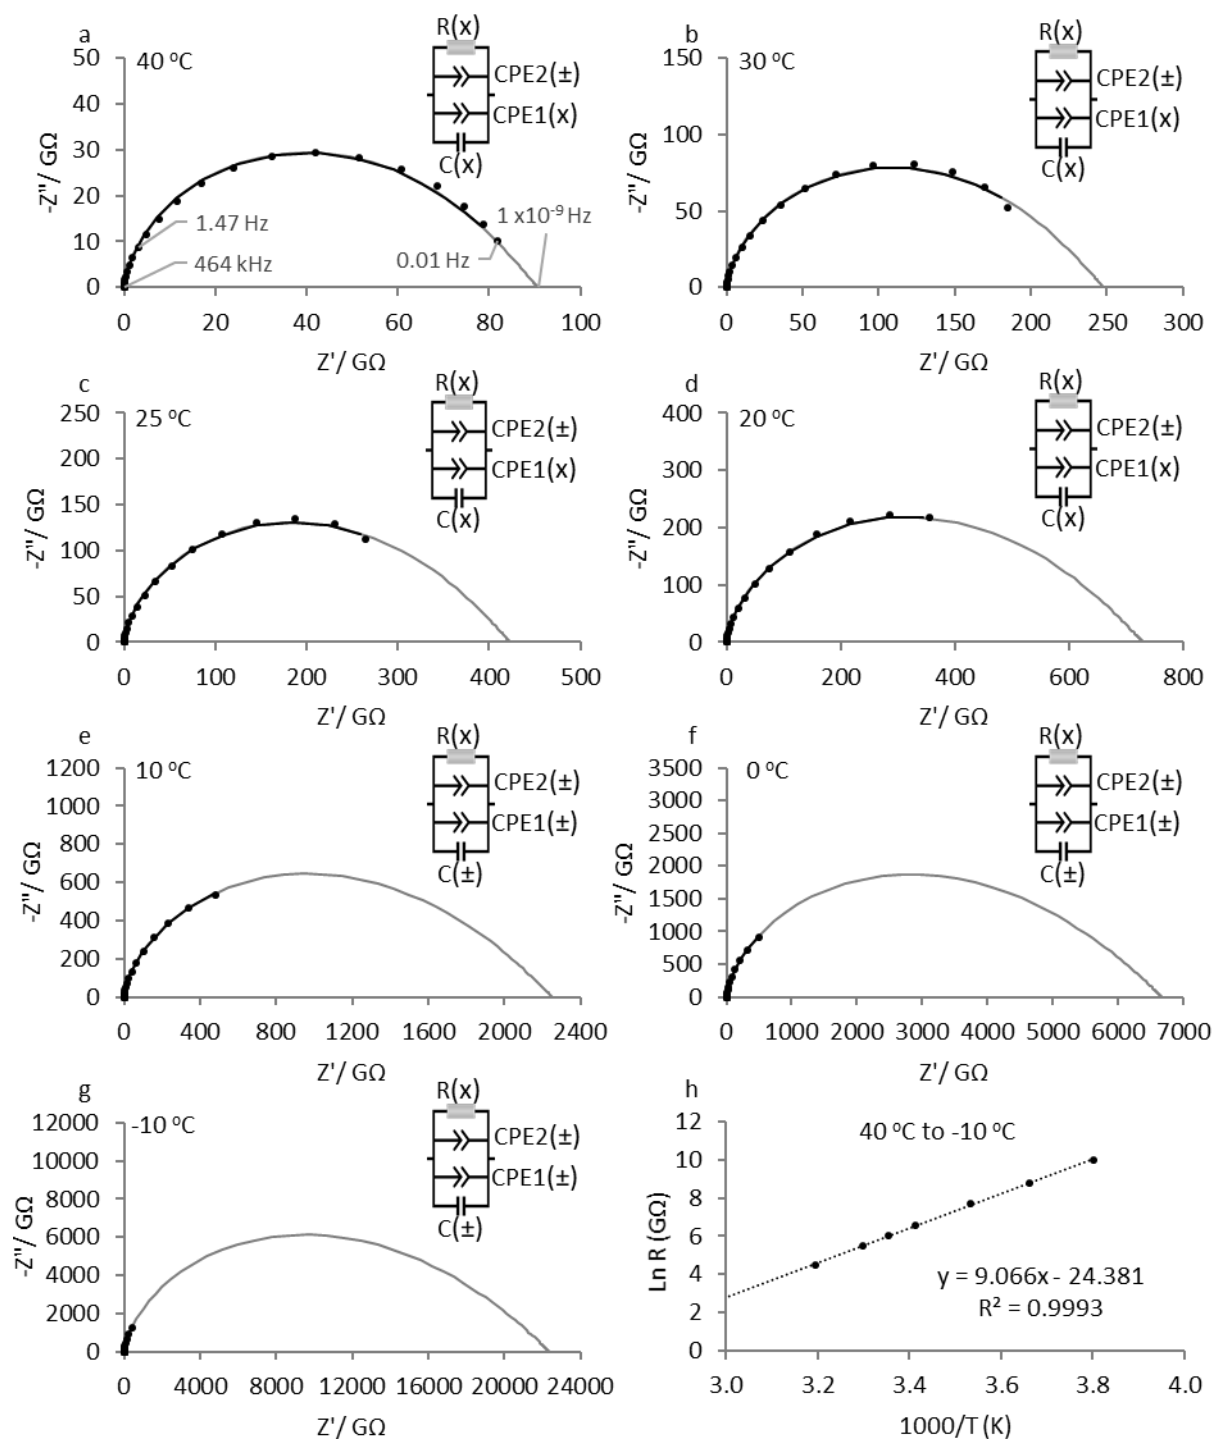 a
40 ºC
R(x)
CPE2(±)
CPE1(x)
C(x)
50
40
30
20
10
0
-Z''/ GΩ
1.47 Hz
464 kHz
0.01 Hz
1 x10⁻⁹ Hz
0 20 40 60 80 100
Z'/ GΩ
b
30 ºC
R(x)
CPE2(±)
CPE1(x)
C(x)
150
100
50
0
-Z''/ GΩ
0 50 100 150 200 250 300
Z'/ GΩ
c
25 ºC
R(x)
CPE2(±)
CPE1(x)
C(x)
250
200
150
100
50
0
-Z''/ GΩ
0 100 200 300 400 500
Z'/ GΩ
d
20 ºC
R(x)
CPE2(±)
CPE1(x)
C(x)
400
300
200
100
0
-Z''/ GΩ
0 200 400 600 800
Z'/ GΩ
e
10 ºC
R(x)
CPE2(±)
CPE1(±)
C(±)
1200
1000
800
600
400
200
0
-Z''/ GΩ
0 400 800 1200 1600 2000 2400
Z'/ GΩ
f
0 ºC
R(x)
CPE2(±)
CPE1(±)
C(±)
3500
3000
2500
2000
1500
1000
500
0
-Z''/ GΩ
0 1000 2000 3000 4000 5000 6000 7000
Z'/ GΩ
g
-10 ºC
R(x)
CPE2(±)
CPE1(±)
C(±)
12000
10000
8000
6000
4000
2000
0
-Z''/ GΩ
0 4000 8000 12000 16000 20000 24000
Z'/ GΩ
h
40 ºC to -10 ºC
12
10
8
6
4
2
0
Ln R (GΩ)
y = 9.066x - 24.381
R² = 0.9993
3.0 3.2 3.4 3.6 3.8 4.0
1000/T (K)